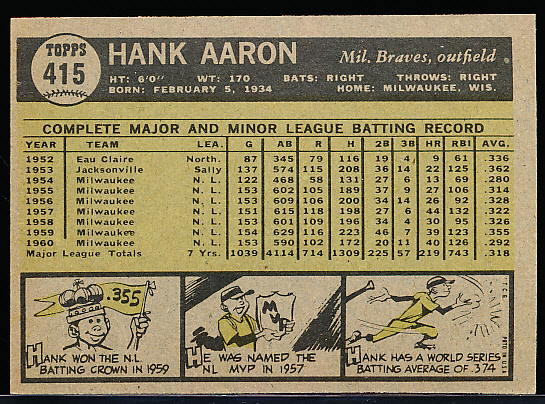 TOPPS
415
HANK AARON
Mil. Braves, outfield
HT: 6'0" WT: 170 BATS: RIGHT THROWS: RIGHT
BORN: FEBRUARY 5, 1934 HOME: MILWAUKEE, WIS.
COMPLETE MAJOR AND MINOR LEAGUE BATTING RECORD
YEAR TEAM LEA. G AB R H 2B 3B HR RBI AVG.
1952 Eau Claire North. 87 345 79 116 19 4 9 61 .336
1953 Jacksonville Sally 137 574 115 208 36 14 22 125 .362
1954 Milwaukee N. L. 122 468 58 131 27 6 13 69 .280
1955 Milwaukee N. L. 153 602 105 189 37 9 27 106 .314
1956 Milwaukee N. L. 153 609 106 200 34 14 26 92 .328
1957 Milwaukee N. L. 151 615 118 198 27 6 44 132 .322
1958 Milwaukee N. L. 153 601 109 196 34 4 30 95 .326
1959 Milwaukee N. L. 154 629 116 223 46 7 39 123 .355
1960 Milwaukee N. L. 153 590 102 172 20 11 40 126 .292
Major League Totals 7 Yrs. 1039 4114 714 1309 225 57 219 743 .318
.355
HANK WON THE N.L.
BATTING CROWN IN 1959
MVP
HE WAS NAMED THE
NL MVP IN 1957
HANK HAS A WORLD SERIES
BATTING AVERAGE OF .374
T.C.G. PRTD. IN U.S.A.